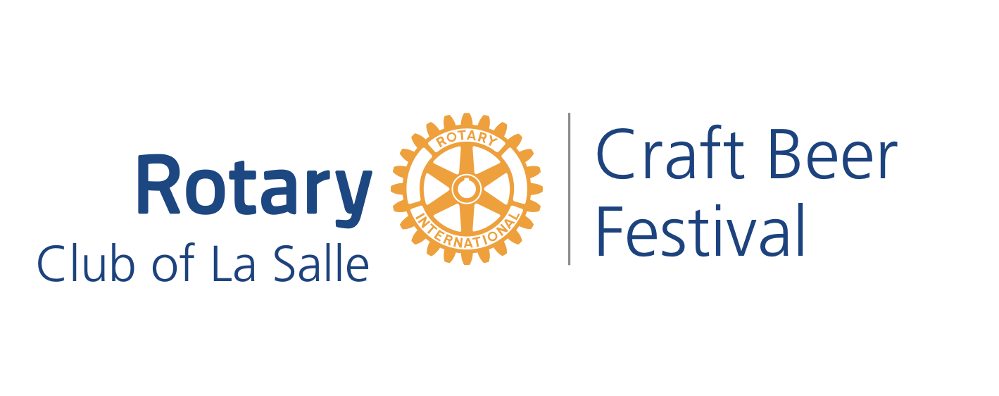 Rotary
Club of La Salle
ROTARY
INTERNATIONAL
Craft Beer
Festival